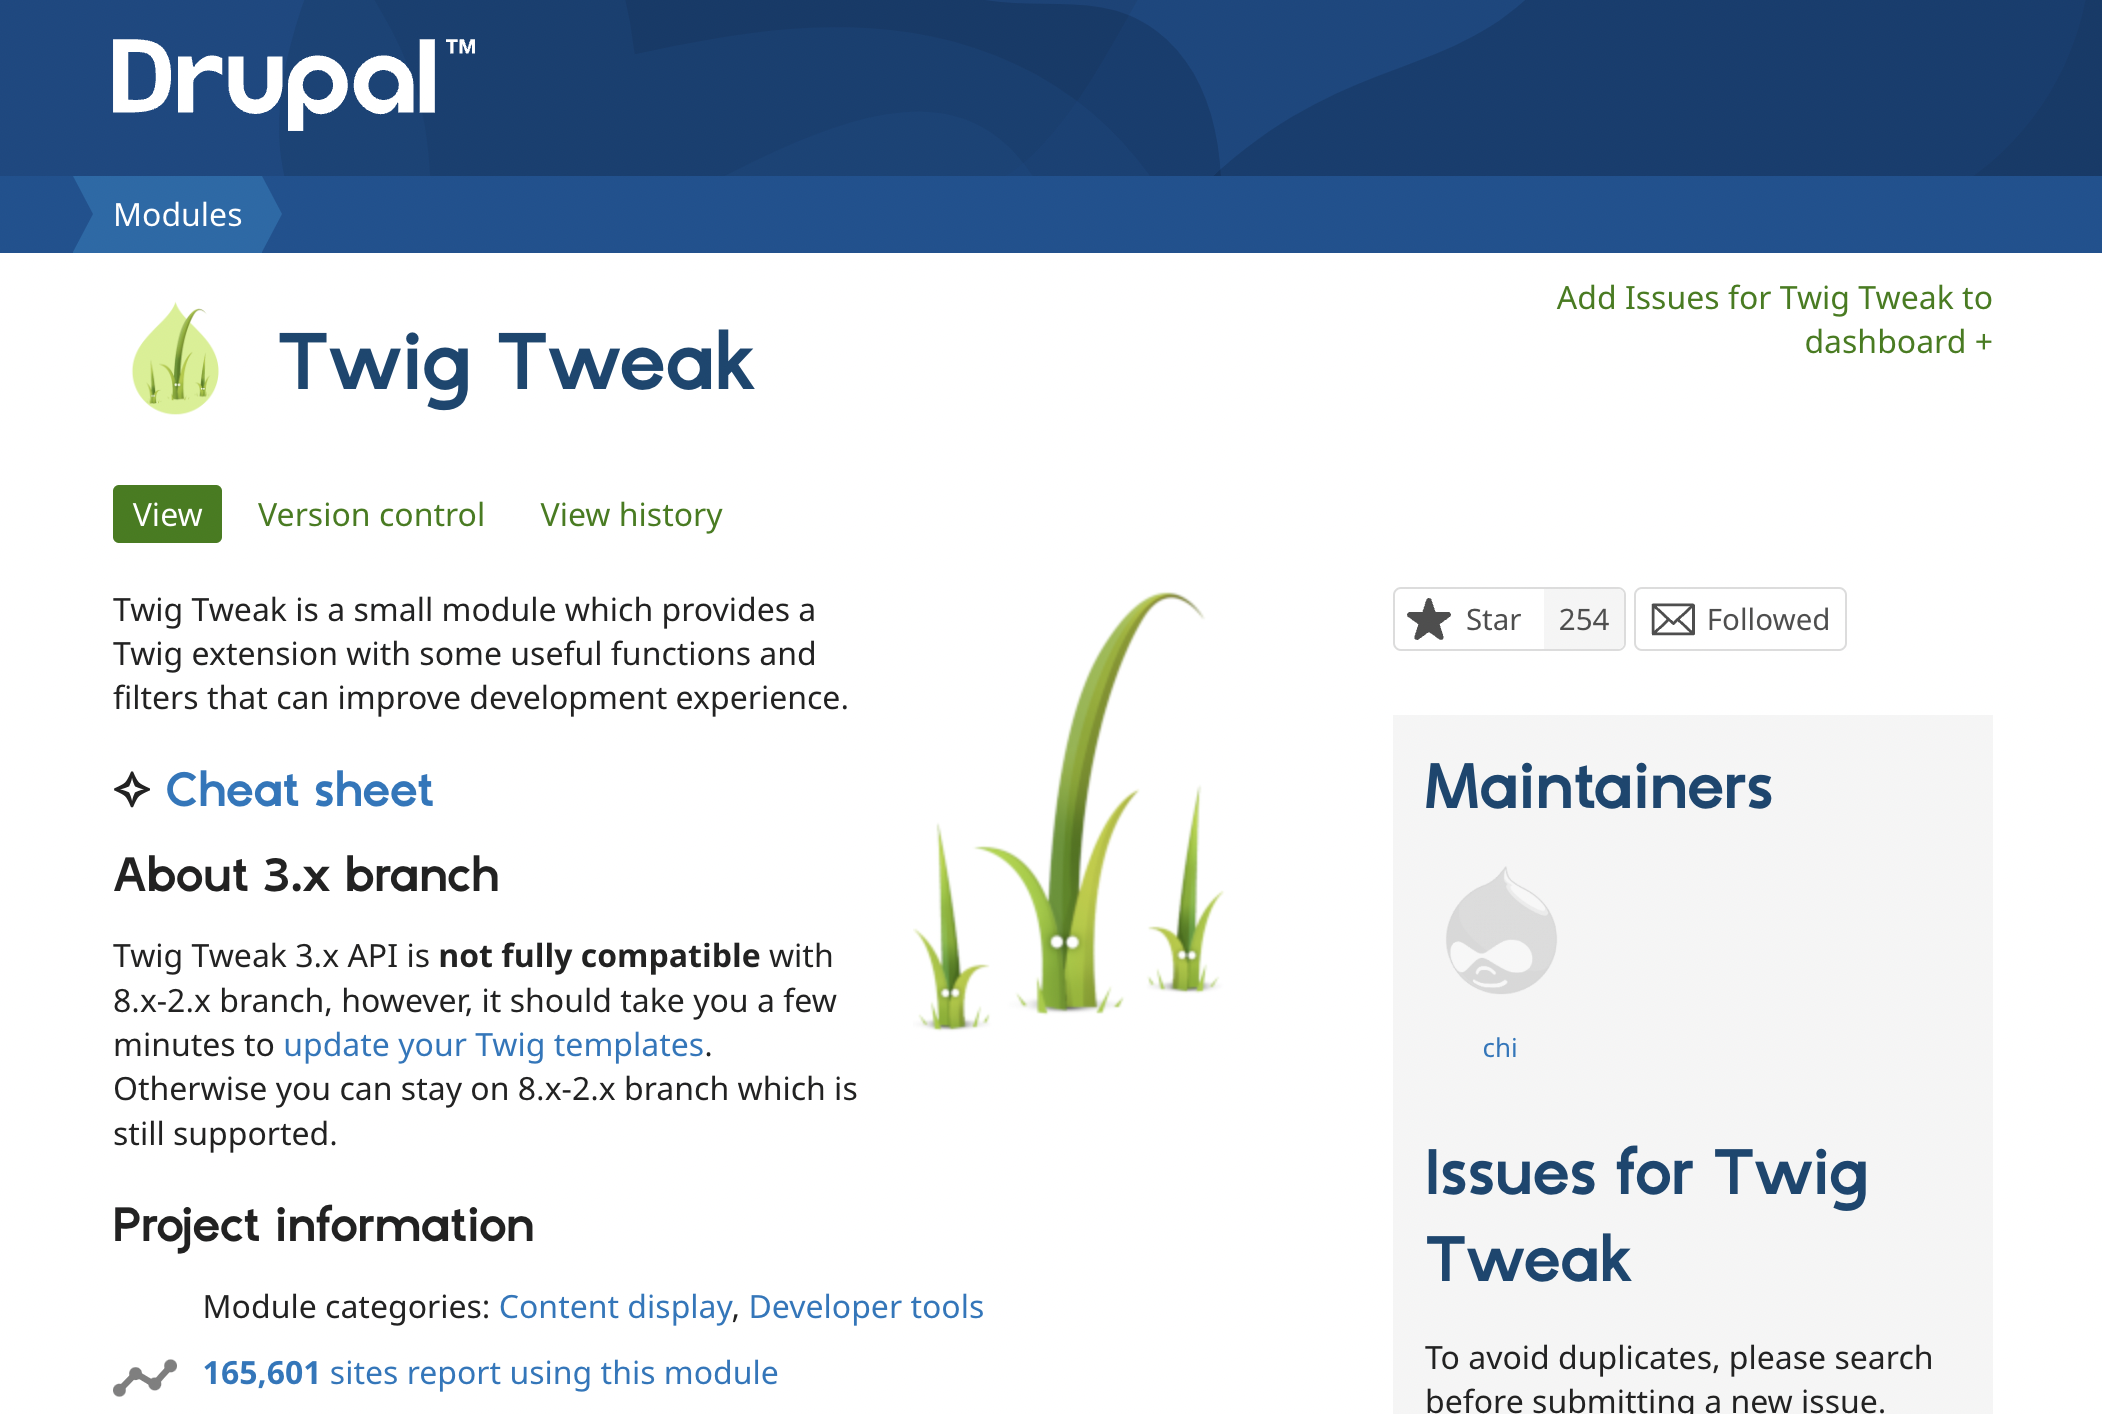 Drupal™
Modules
Twig Tweak
Add Issues for Twig Tweak to
dashboard +
View
Version control
View history
Twig Tweak is a small module which provides a
Twig extension with some useful functions and
filters that can improve development experience.
Cheat sheet
About 3.x branch
Twig Tweak 3.x API is not fully compatible with
8.x-2.x branch, however, it should take you a few
minutes to update your Twig templates.
Otherwise you can stay on 8.x-2.x branch which is
still supported.
Project information
Module categories: Content display, Developer tools
165,601 sites report using this module
Star 254
Followed
Maintainers
chi
Issues for Twig
Tweak
To avoid duplicates, please search
before submitting a new issue.